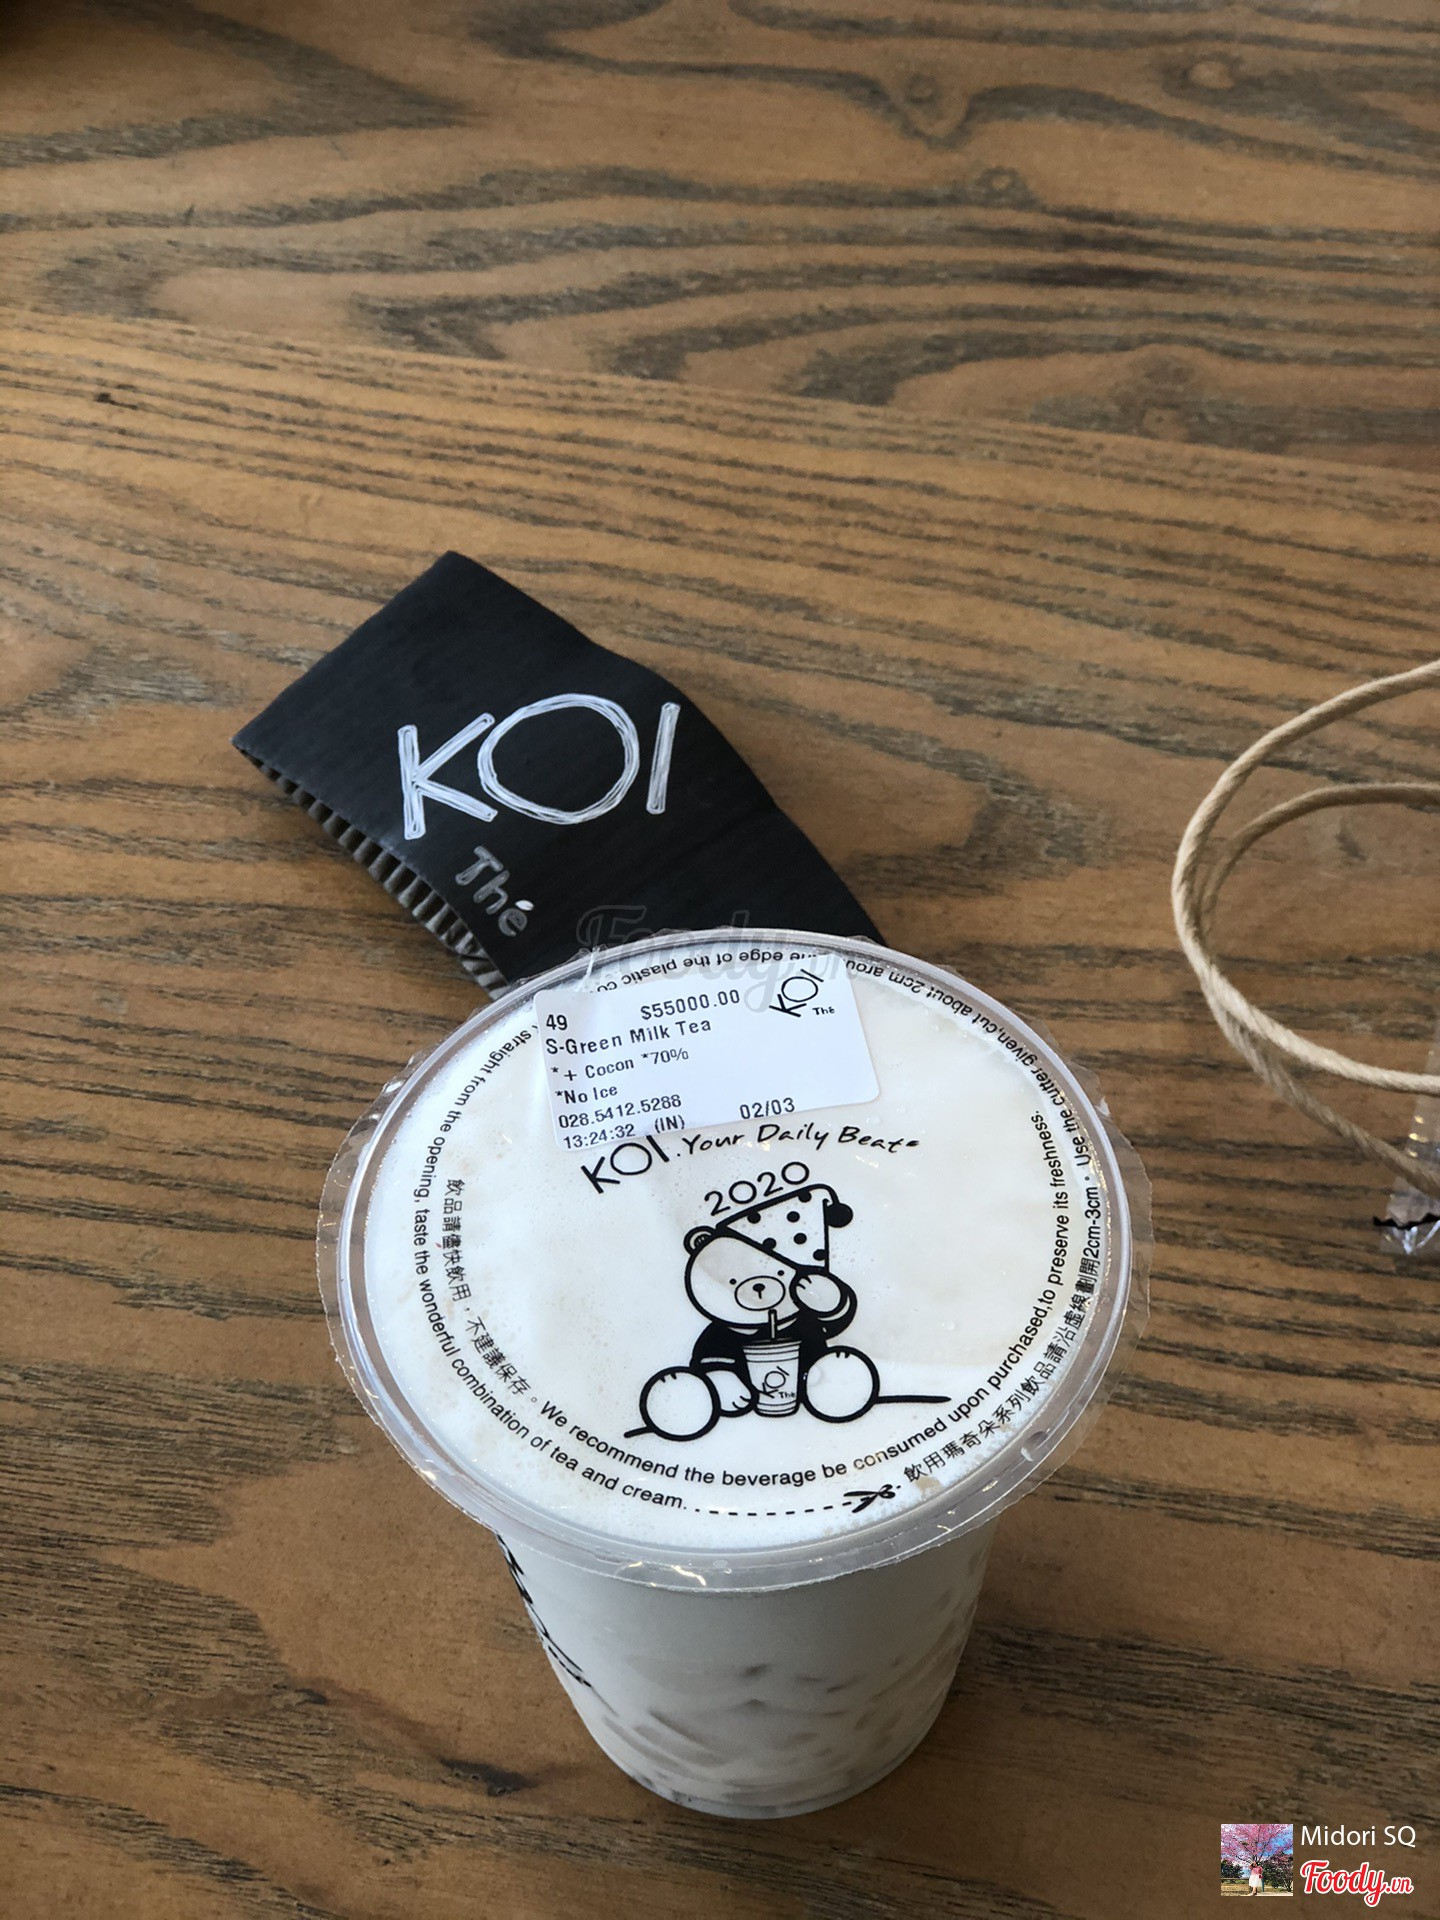 KOI
Thé
Foody.vn
49 $55000.00
KOI
Thé
S-Green Milk Tea
* + Cocon *70%
*No Ice
028.5412.5288
13:24:32 (IN) 02/03
KOI.Your Daily Beat
2020
KOI
Thé
straight from the opening, taste the wonderful combination of tea and cream.
飲品請儘快飲用，不建議保存。We recommend the beverage be consumed upon purchased,to preserve its freshness.
飲用瑪奇朵系列飲品請沿虛線劃開2cm-3cm。Use the cutter given,cut about 2cm around the edge of the plastic
Midori SQ
Foody.vn